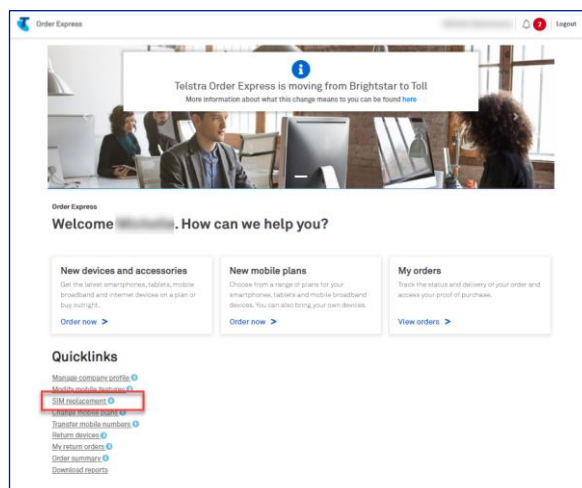 Order Express
2 Logout
Telstra Order Express is moving from Brightstar to Toll
More information about what this change means to you can be found here
Order Express
Welcome . How can we help you?
New devices and accessories
Get the latest smartphones, tablets, mobile
broadband and internet devices on a plan or
buy outright.
Order now >
New mobile plans
Choose from a range of plans for your
smartphones, tablets and mobile broadband
devices. You can also bring your own devices.
Order now >
My orders
Track the status and delivery of your order and
access your proof of purchase.
View orders >
Quicklinks
Manage company profile
Modify mobile features
SIM replacement
Change mobile plans
Transfer mobile numbers
Return devices
My return orders
Order summary
Download reports